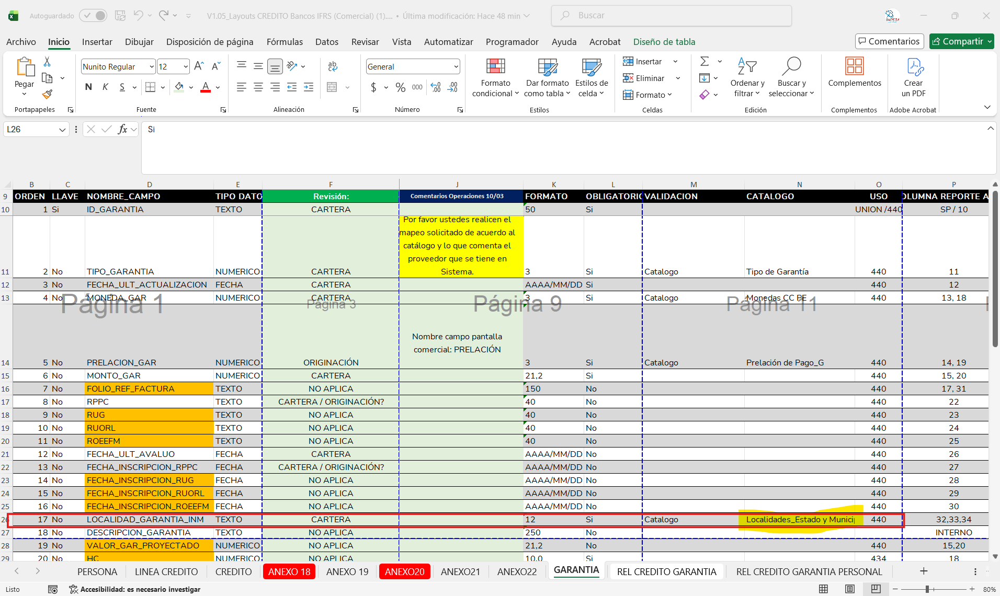 Autoguardado V1.05_Layouts CREDITO Bancos IFRS (Comercial) (1).... • Última modificación: Hace 48 min Buscar
Archivo Inicio Insertar Dibujar Disposición de página Fórmulas Datos Revisar Vista Automatizar Programador Ayuda Acrobat Diseño de tabla Comentarios Compartir
Pegar
Portapapeles
Nunito Regular 12
N K S
Fuente
Alineación
General
$ % 000
Número
Formato condicional
Dar formato como tabla
Estilos de celda
Estilos
Insertar
Eliminar
Formato
Celdas
Ordenar y filtrar
Buscar y seleccionar
Edición
Complementos
Complementos
Crear un PDF
Adobe Acrobat
L26 fx Si
B C D E F J K L M N O P
9 ORDEN LLAVE NOMBRE_CAMPO TIPO DATO Revisión: Comentarios Operaciones 10/03 FORMATO OBLIGATORIO VALIDACION CATALOGO USO OLUMNA REPORTE A
10 1 Si ID_GARANTIA TEXTO CARTERA 50 Si UNION /440 SP / 10
Por favor ustedes realicen el
mapeo solicitado de acuerdo al
catálogo y lo que comenta el
proveedor que se tiene en
11 2 No TIPO_GARANTIA NUMERICO CARTERA Sistema. 3 Si Catalogo Tipo de Garantía 440 11
12 3 No FECHA_ULT_ACTUALIZACION FECHA CARTERA AAAA/MM/DD Si 440 12
13 4 No MONEDA_GAR NUMERICO CARTERA 3 Si Catalogo Monedas CC PE 440 13, 18
Página 1 Página 3 Página 9 Página 11
Nombre campo pantalla
comercial: PRELACIÓN
14 5 No PRELACION_GAR NUMERICO ORIGINACIÓN 3 Si Catalogo Prelación de Pago_G 440 14, 19
15 6 No MONTO_GAR NUMERICO CARTERA 21,2 Si 440 15, 20
16 7 No FOLIO_REF_FACTURA TEXTO NO APLICA 150 No 440 17, 31
17 8 No RPPC TEXTO CARTERA / ORIGINACIÓN? 40 No 440 22
18 9 No RUG TEXTO NO APLICA 40 No 440 23
19 10 No RUORL TEXTO NO APLICA 40 No 440 24
20 11 No ROEEFM TEXTO NO APLICA 40 No 440 25
21 12 No FECHA_ULT_AVALUO FECHA CARTERA AAAA/MM/DD No 440 26
22 13 No FECHA_INSCRIPCION_RPPC FECHA CARTERA / ORIGINACIÓN? AAAA/MM/DD No 440 27
23 14 No FECHA_INSCRIPCION_RUG FECHA NO APLICA AAAA/MM/DD No 440 28
24 15 No FECHA_INSCRIPCION_RUORL FECHA NO APLICA AAAA/MM/DD No 440 29
25 16 No FECHA_INSCRIPCION_ROEEFM FECHA NO APLICA AAAA/MM/DD No 440 30
26 17 No LOCALIDAD_GARANTIA_INM TEXTO CARTERA 12 Si Catalogo Localidades_Estado y Municip 440 32,33,34
27 18 No DESCRIPCION_GARANTIA TEXTO NO APLICA 250 No INTERNO
28 19 No VALOR_GAR_PROYECTADO NUMERICO NO APLICA 21,2 No 440 15,20
29 20 No HC NUMERICO NO APLICA 10,0 Si 434 18
PERSONA LINEA CREDITO CREDITO ANEXO 18 ANEXO 19 ANEXO20 ANEXO21 ANEXO22 GARANTIA REL CREDITO GARANTIA REL CREDITO GARANTIA PERSONAL
Listo Accesibilidad: es necesario investigar 80%